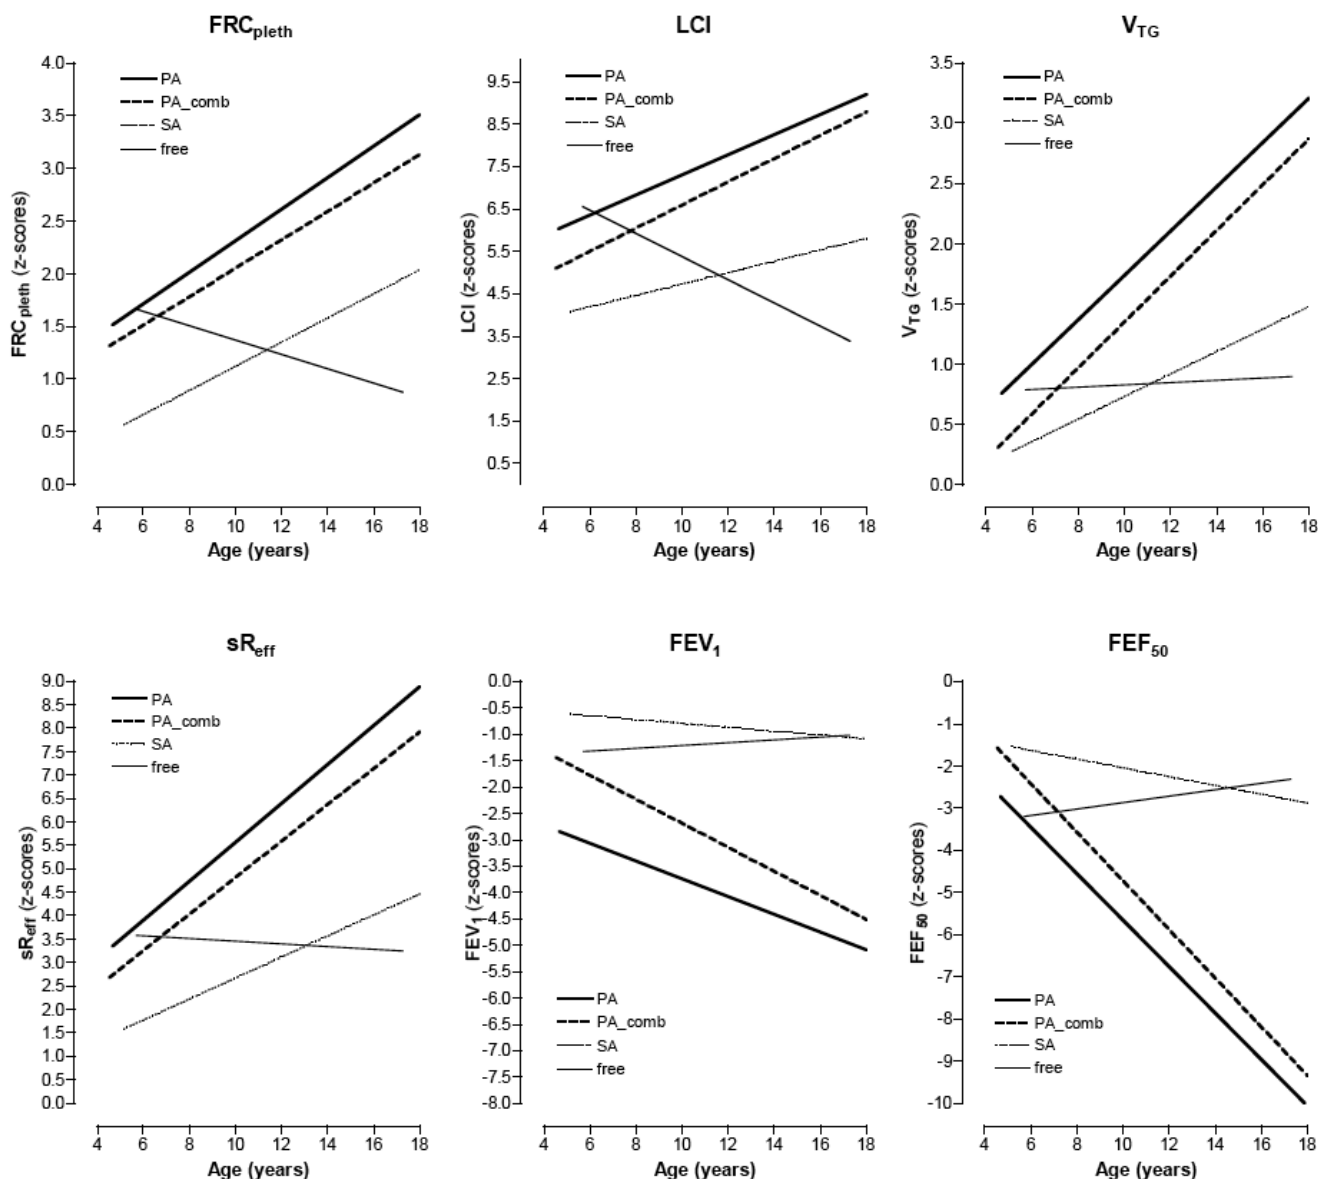 FRCpleth
FRCpleth (z-scores)
4.0
3.5
3.0
2.5
2.0
1.5
1.0
0.5
0.0
PA
PA_comb
SA
free
4 6 8 10 12 14 16 18
Age (years)
LCI
LCI (z-scores)
9.5
8.5
7.5
6.5
5.5
4.5
3.5
2.5
1.5
0.5
PA
PA_comb
SA
free
4 6 8 10 12 14 16 18
Age (years)
VTG
VTG (z-scores)
3.5
3.0
2.5
2.0
1.5
1.0
0.5
0.0
PA
PA_comb
SA
free
4 6 8 10 12 14 16 18
Age (years)
sReff
sReff (z-scores)
9.0
8.5
8.0
7.5
7.0
6.5
6.0
5.5
5.0
4.5
4.0
3.5
3.0
2.5
2.0
1.5
1.0
0.5
0.0
PA
PA_comb
SA
free
4 6 8 10 12 14 16 18
Age (years)
FEV1
FEV1 (z-scores)
0.0
-0.5
-1.0
-1.5
-2.0
-2.5
-3.0
-3.5
-4.0
-4.5
-5.0
-5.5
-6.0
-6.5
-7.0
-7.5
-8.0
PA
PA_comb
SA
free
4 6 8 10 12 14 16 18
Age (years)
FEF50
FEF50 (z-scores)
0
-1
-2
-3
-4
-5
-6
-7
-8
-9
-10
PA
PA_comb
SA
free
4 6 8 10 12 14 16 18
Age (years)